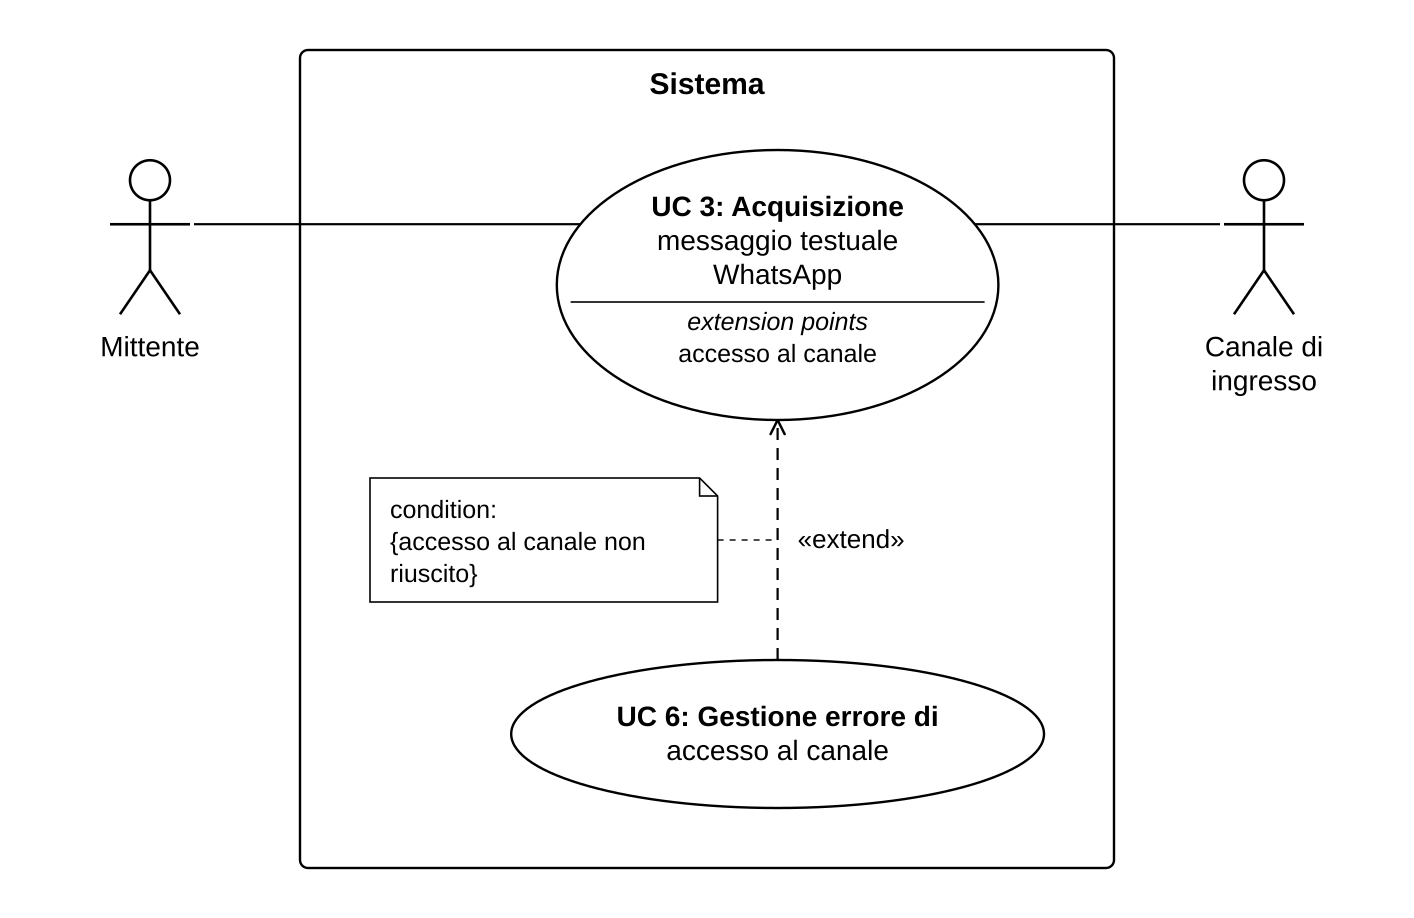 Sistema
UC 3: Acquisizione
messaggio testuale
WhatsApp
extension points
accesso al canale
Mittente
Canale di
ingresso
condition:
{accesso al canale non
riuscito}
«extend»
UC 6: Gestione errore di
accesso al canale